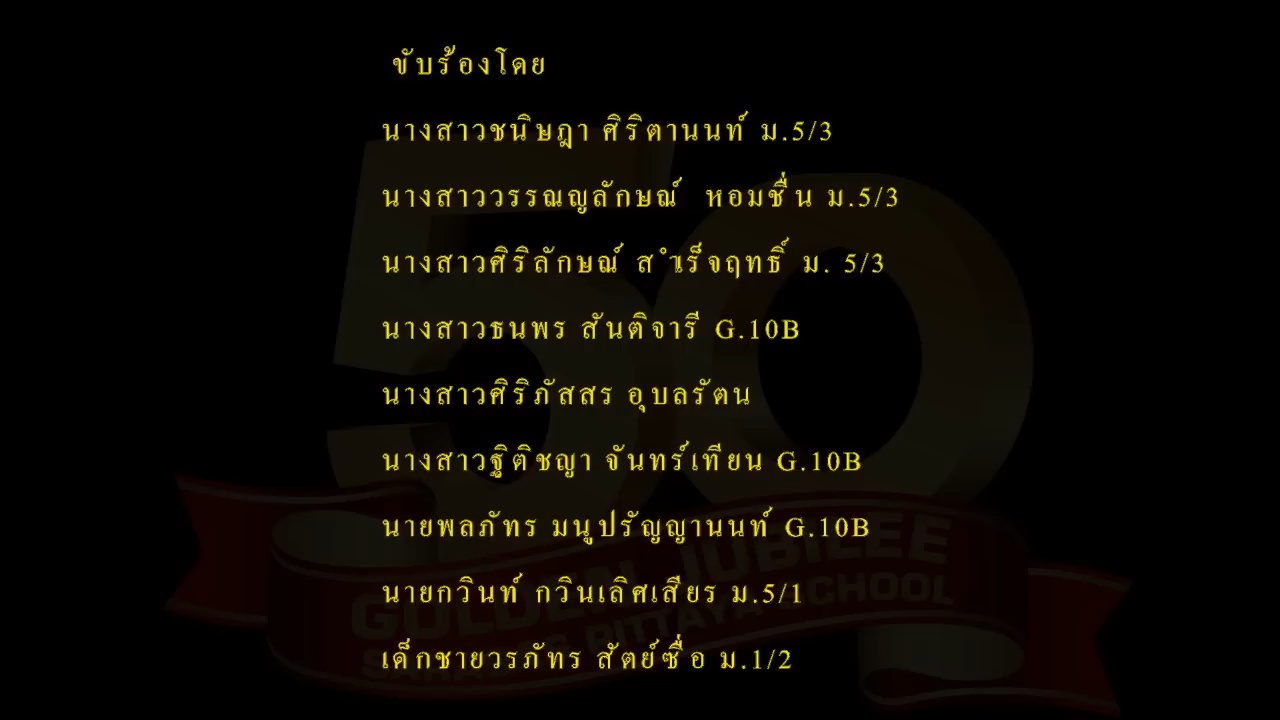 ขับร้องโดย
นางสาวชนิษฎา ศิริตานนท์ ม.5/3
นางสาววรรณญลักษณ์ หอมชื่น ม.5/3
นางสาวศิริลักษณ์ สำเร็จฤทธิ์ ม. 5/3
นางสาวธนพร สันติจารี G.10B
นางสาวศิริภัสสร อุบลรัตน
นางสาวฐิติชญา จันทร์เทียน G.10B
นายพลภัทร มนูปรัญญานนท์ G.10B
นายกวินท์ กวินเลิศเสียร ม.5/1
เด็กชายวรภัทร สัตย์ซื่อ ม.1/2
GOLDEN JUBILEE
PITTAYA SCHOOL